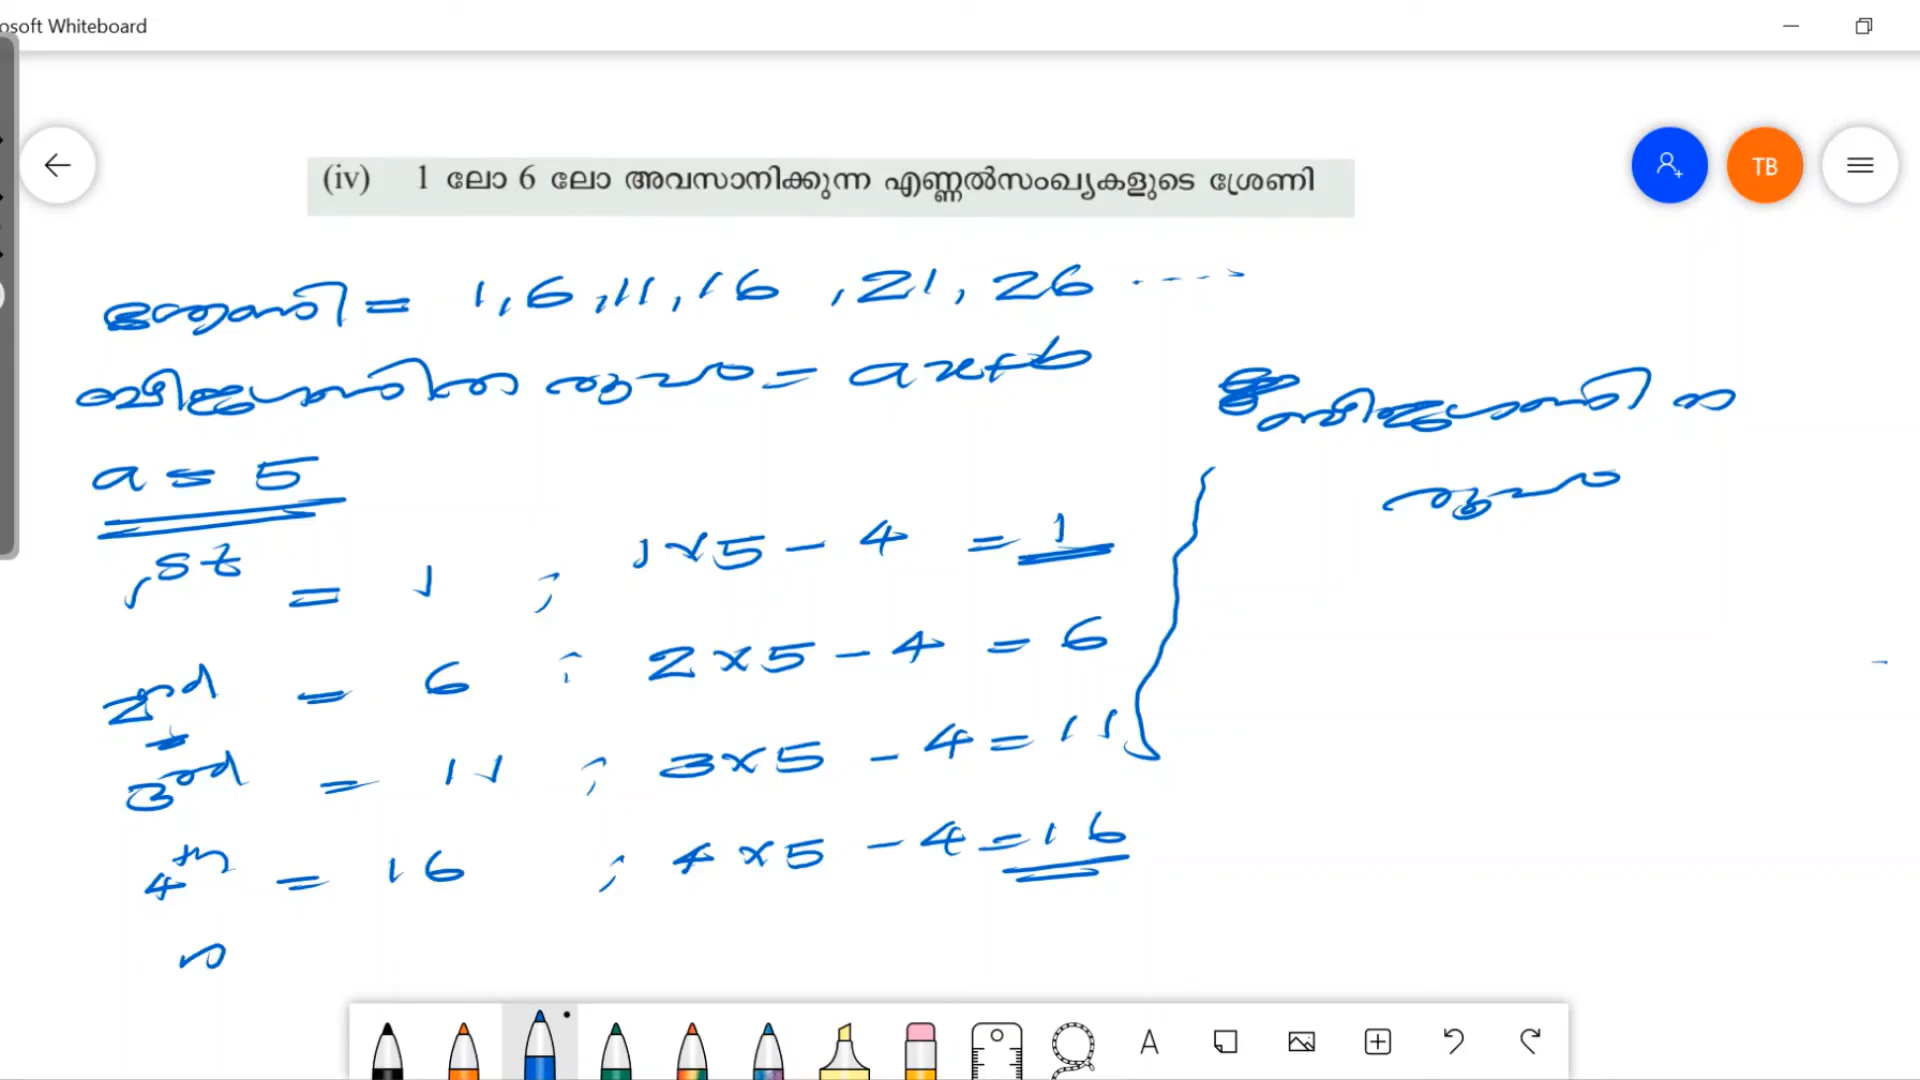 osoft Whiteboard
TB
(iv) 1 ലോ 6 ലോ അവസാനിക്കുന്ന എണ്ണൽസംഖ്യകളുടെ ശ്രേണി
ശ്രേണി = 1, 6, 11, 16, 21, 26 ....
ബീജഗണിത രൂപം = ax+b
ബീജഗണിത
രൂപം
a = 5
1st = 1 ; 1×5 - 4 = 1
2nd = 6 ; 2×5 - 4 = 6
3rd = 11 ; 3×5 - 4 = 11
4th = 16 ; 4×5 - 4 = 16
A